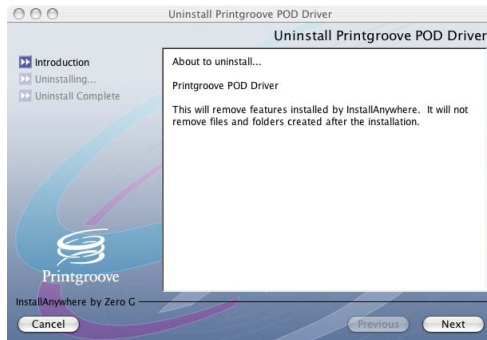 Uninstall Printgroove POD Driver
Uninstall Printgroove POD Driver
Introduction
Uninstalling...
Uninstall Complete
About to uninstall...
Printgroove POD Driver
This will remove features installed by InstallAnywhere. It will not
remove files and folders created after the installation.
Printgroove
InstallAnywhere by Zero G
Cancel
Previous
Next